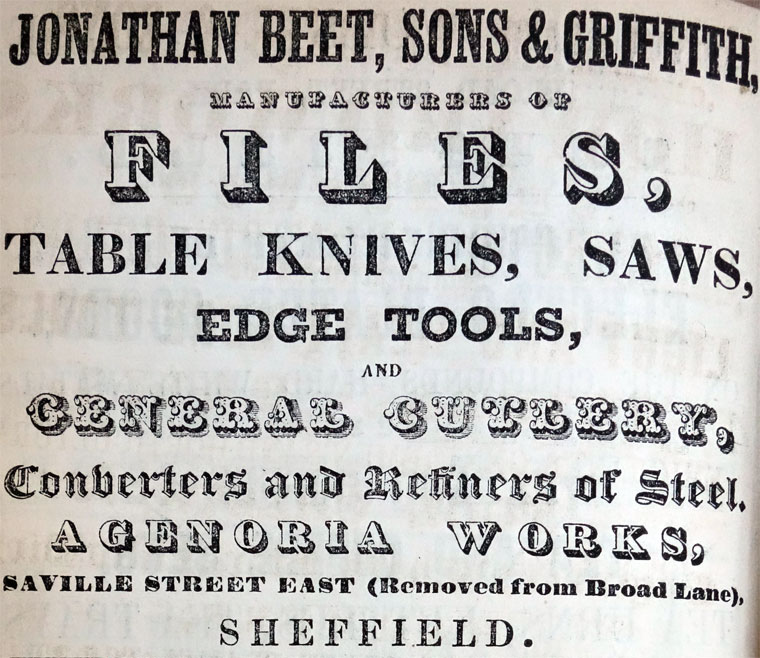 JONATHAN BEET, SONS & GRIFFITH,
MANUFACTURERS OF
FILES,
TABLE KNIVES, SAWS,
EDGE TOOLS,
AND
GENERAL CUTLERY,
Converters and Refiners of Steel.
AGENORIA WORKS,
SAVILLE STREET EAST (Removed from Broad Lane),
SHEFFIELD.